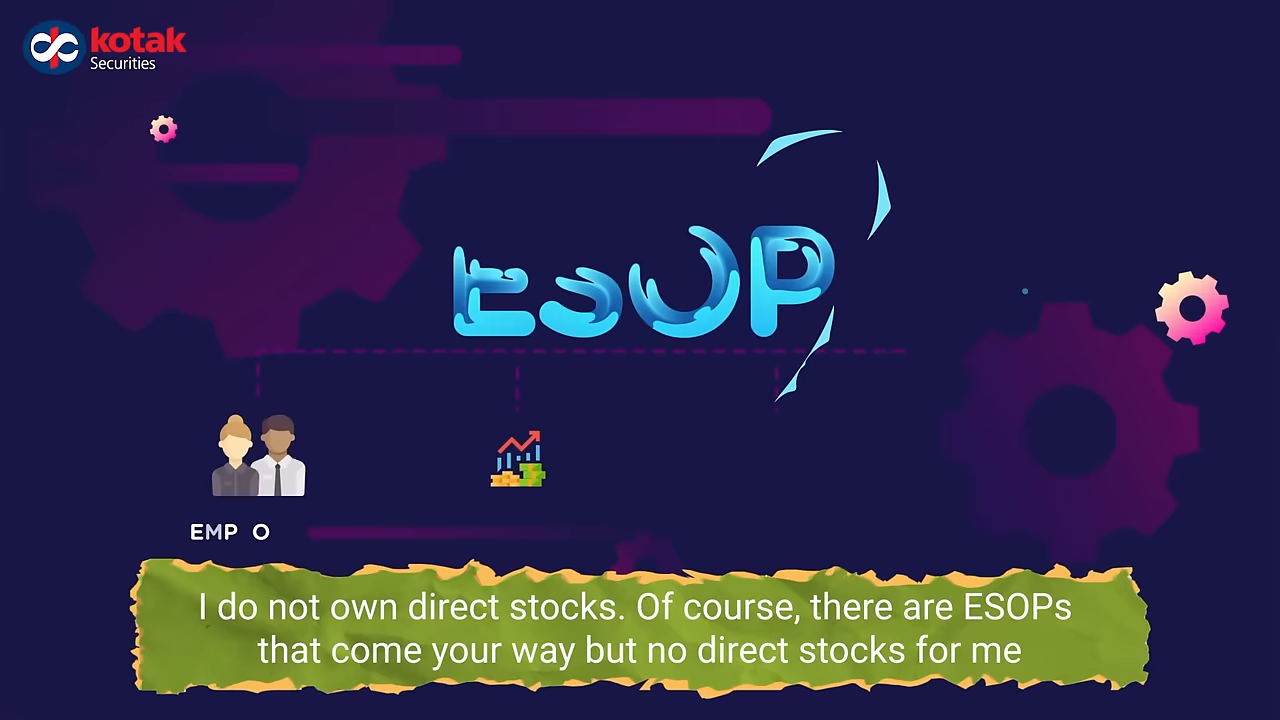 kotak
Securities
ESOP
EMP O
I do not own direct stocks. Of course, there are ESOPs
that come your way but no direct stocks for me